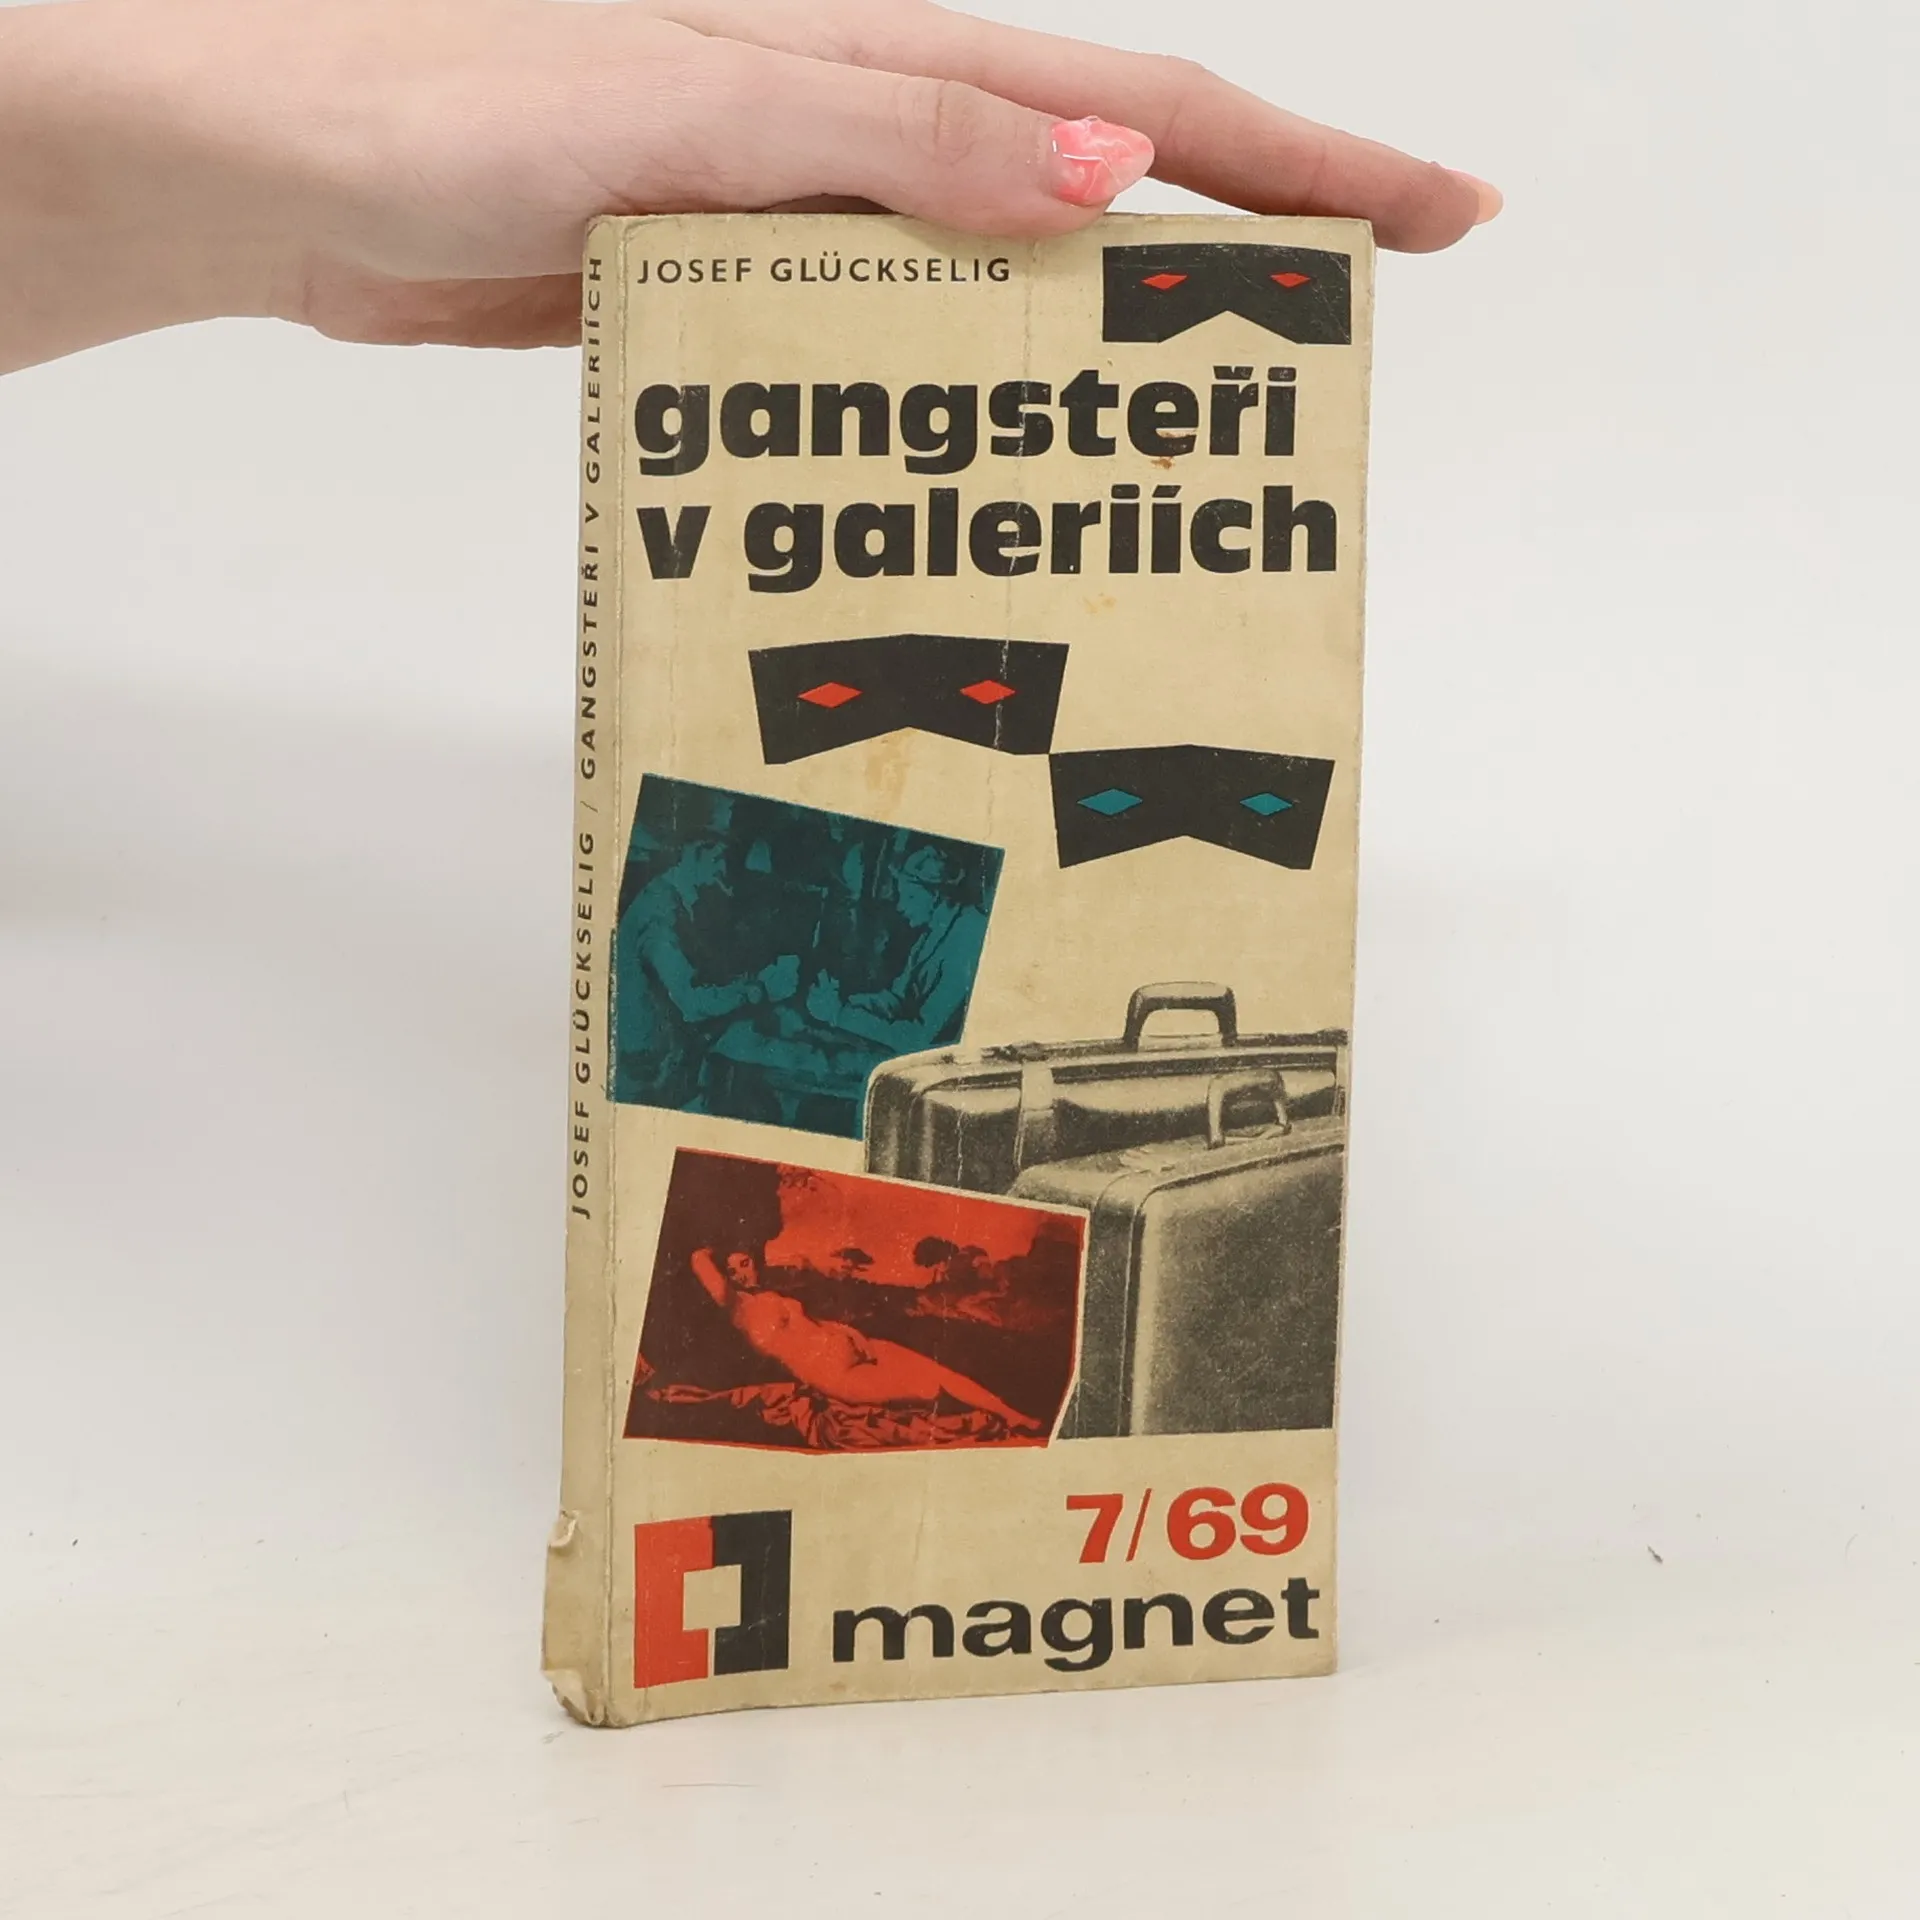 JOSEF GLÜCKSELIG
gangsteři
v galeriích
7/69
magnet
JOSEF GLÜCKSELIG / GANGSTEŘI V GALERIÍCH